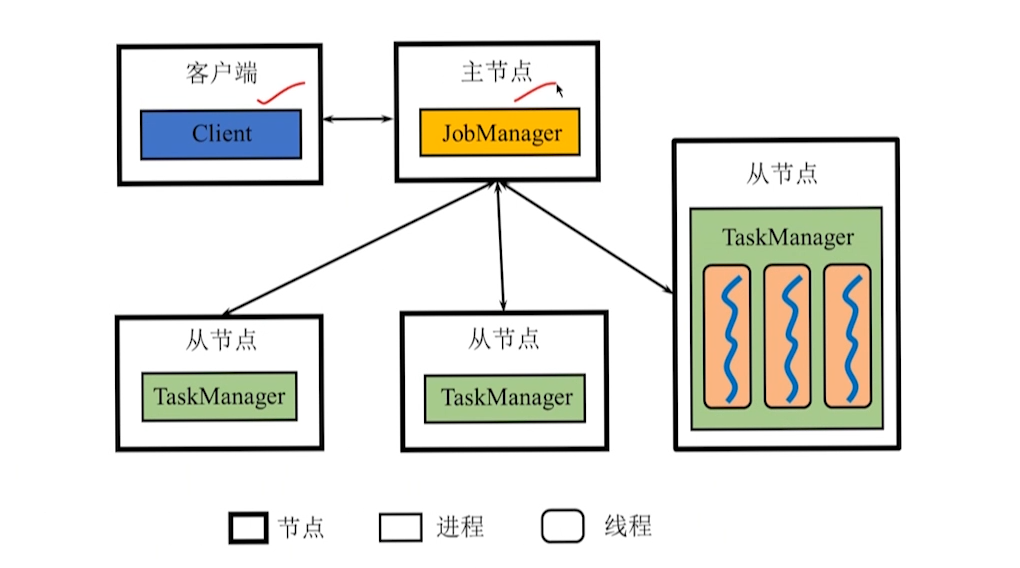 客户端
Client
主节点
JobManager
从节点
TaskManager
从节点
TaskManager
从节点
TaskManager
节点
进程
线程